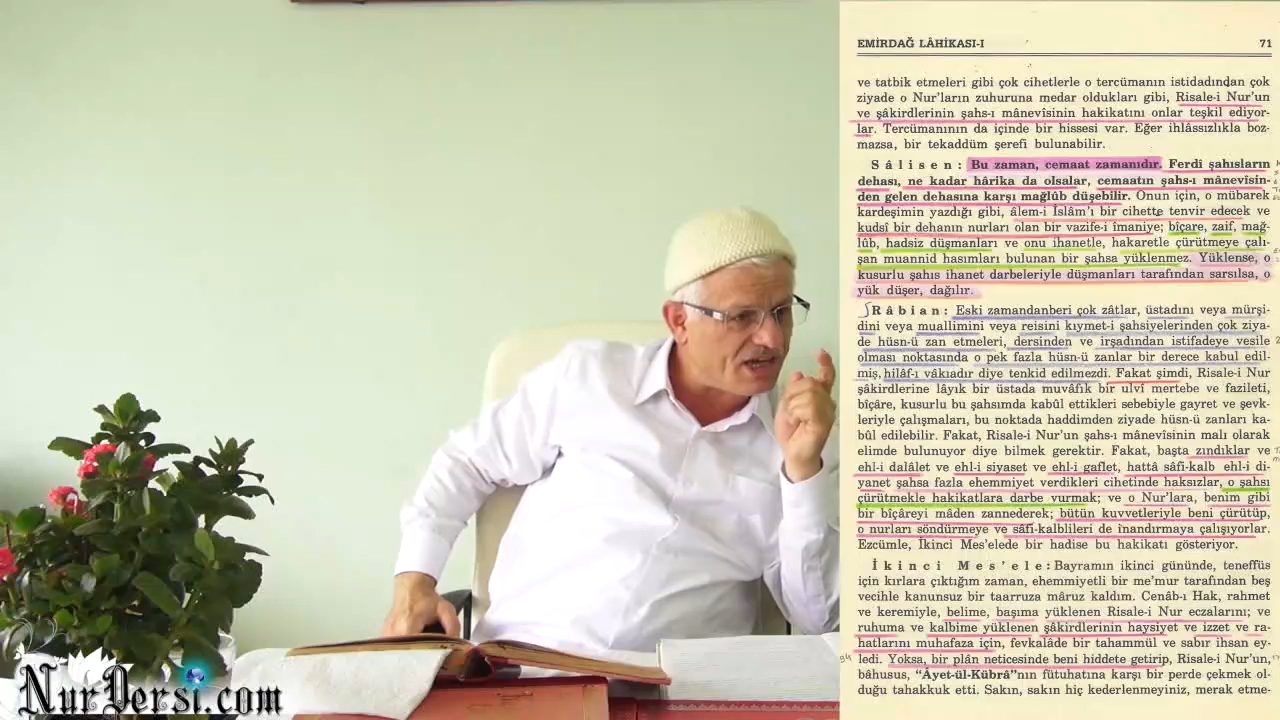 EMİRDAĞ LÂHİKASI-I 71
ve tatbik etmeleri gibi çok cihetlerle o tercümanın istidadından çok
ziyade o Nur'ların zuhuruna medar oldukları gibi, Risale-i Nur'un
ve şâkirdlerinin şahs-ı mânevîsinin hakikatını onlar teşkil ediyor-
lar. Tercümanının da içinde bir hissesi var. Eğer ihlâssızlıkla boz-
mazsa, bir tekaddüm şerefi bulunabilir.
Sâlisen: Bu zaman, cemaat zamanıdır. Ferdî şahısların
dehası, ne kadar hârika da olsalar, cemaatın şahs-ı mânevîsin-
den gelen dehasına karşı mağlûb düşebilir. Onun için, o mübarek
kardeşimin yazdığı gibi, âlem-i İslâm'ı bir cihette tenvir edecek ve
kudsî bir dehanın nurları olan bir vazife-i îmaniye; bîçare, zaif, mağ-
lûb, hadsiz düşmanları ve onu ihanetle, hakaretle çürütmeye çalı-
şan muannid hasımları bulunan bir şahsa yüklenmez. Yüklense, o
kusurlu şahıs ihanet darbeleriyle düşmanları tarafından sarsılsa, o
yük düşer, dağılır.
Râbian: Eski zamandanberi çok zâtlar, üstadını veya mürşi-
dini veya muallimini veya reisini kıymet-i şahsiyelerinden çok ziya-
de hüsn-ü zan etmeleri, dersinden ve irşadından istifadeye vesile
olması noktasında o pek fazla hüsn-ü zanlar bir derece kabul edil-
miş, hilâf-ı vâkıadır diye tenkid edilmezdi. Fakat şimdi, Risale-i Nur
şâkirdlerine lâyık bir üstada muvâfık bir ulvî mertebe ve fazileti,
bîçâre, kusurlu bu şahsımda kabûl ettikleri sebebiyle gayret ve şevk-
leriyle çalışmaları, bu noktada haddimden ziyade hüsn-ü zanları ka-
bûl edilebilir. Fakat, Risale-i Nur'un şahs-ı mânevîsinin malı olarak
elimde bulunuyor diye bilmek gerektir. Fakat, başta zındıklar ve
ehl-i dalâlet ve ehl-i siyaset ve ehl-i gaflet, hattâ sâfi-kalb ehl-i di-
yanet şahsa fazla ehemmiyet verdikleri cihetinde haksızlar, o şahsı
çürütmekle hakikatlara darbe vurmak; ve o Nur'lara, benim gibi
bir bîçâreyi mâden zannederek; bütün kuvvetleriyle beni çürütüp,
o nurları söndürmeye ve sâfi-kalblileri de inandırmaya çalışıyorlar.
Ezcümle, İkinci Mes'elede bir hadise bu hakikatı gösteriyor.
İkinci Mes'ele: Bayramın ikinci gününde, teneffüs
için kırlara çıktığım zaman, ehemmiyetli bir me'mur tarafından beş
vecihle kanunsuz bir taarruza mâruz kaldım. Cenâb-ı Hak, rahmet
ve keremiyle, belime, başıma yüklenen Risale-i Nur eczalarını; ve
ruhuma ve kalbime yüklenen şâkirdlerinin haysiyet ve izzet ve ra-
hatlarını muhafaza için, fevkalâde bir tahammül ve sabır ihsan ey-
ledi. Yoksa, bir plân neticesinde beni hiddete getirip, Risale-i Nur'un,
bâhusus, "Âyet-ül-Kübrâ"nın fütuhatına karşı bir perde çekmek ol-
duğu tahakkuk etti. Sakın, sakın hiç kederlenmeyiniz, merak etme-
NurDersi.com